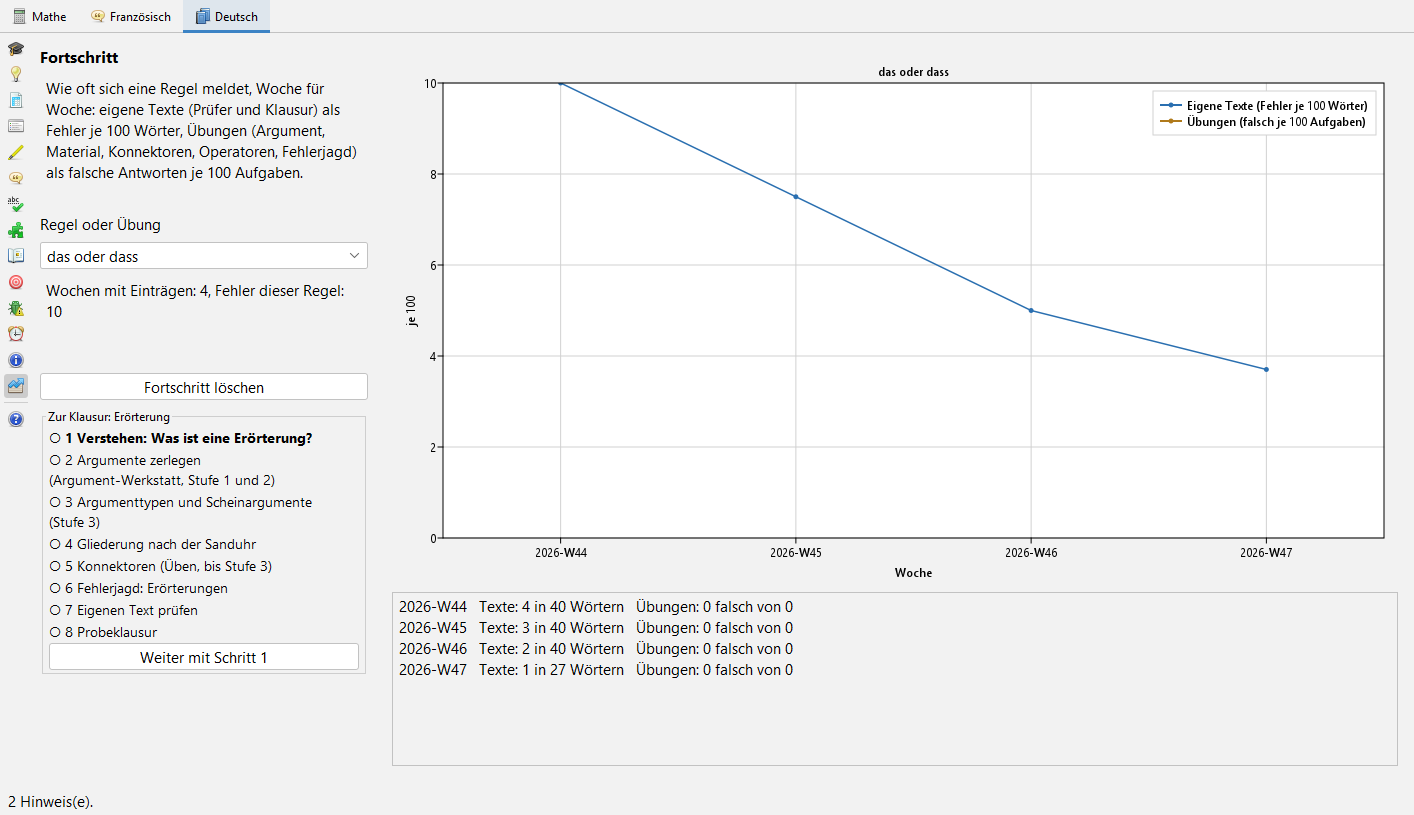 Mathe
Französisch
Deutsch
Fortschritt
Wie oft sich eine Regel meldet, Woche für
Woche: eigene Texte (Prüfer und Klausur) als
Fehler je 100 Wörter, Übungen (Argument,
Material, Konnektoren, Operatoren, Fehlerjagd)
als falsche Antworten je 100 Aufgaben.
Regel oder Übung
das oder dass
Wochen mit Einträgen: 4, Fehler dieser Regel:
10
Fortschritt löschen
Zur Klausur: Erörterung
1 Verstehen: Was ist eine Erörterung?
2 Argumente zerlegen
(Argument-Werkstatt, Stufe 1 und 2)
3 Argumenttypen und Scheinargumente
(Stufe 3)
4 Gliederung nach der Sanduhr
5 Konnektoren (Üben, bis Stufe 3)
6 Fehlerjagd: Erörterungen
7 Eigenen Text prüfen
8 Probeklausur
Weiter mit Schritt 1
das oder dass
Eigene Texte (Fehler je 100 Wörter)
Übungen (falsch je 100 Aufgaben)
10
8
6
4
2
0
je 100
2026-W44
2026-W45
2026-W46
2026-W47
Woche
2026-W44 Texte: 4 in 40 Wörtern Übungen: 0 falsch von 0
2026-W45 Texte: 3 in 40 Wörtern Übungen: 0 falsch von 0
2026-W46 Texte: 2 in 40 Wörtern Übungen: 0 falsch von 0
2026-W47 Texte: 1 in 27 Wörtern Übungen: 0 falsch von 0
2 Hinweis(e).
abc